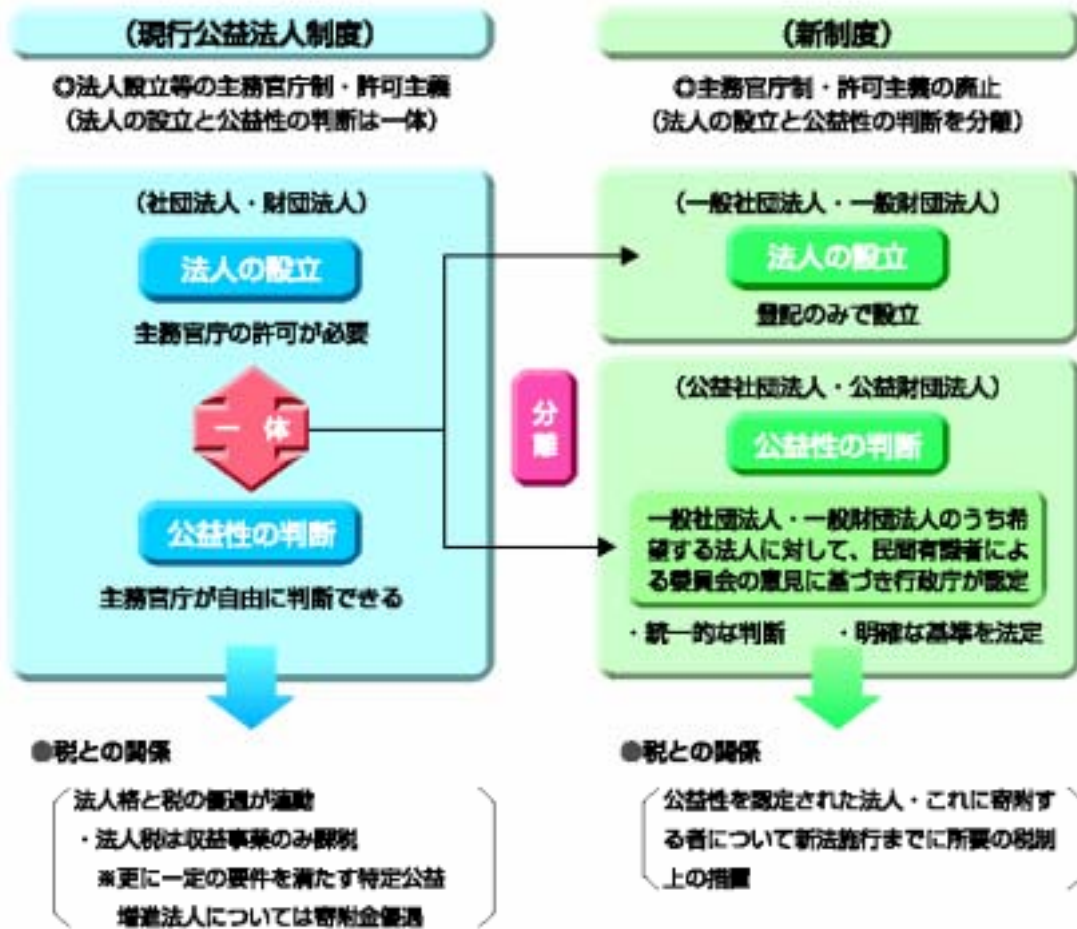 (現行公益法人制度)
◎法人設立等の主務官庁制・許可主義
(法人の設立と公益性の判断は一体)
(社団法人・財団法人)
法人の設立
主務官庁の許可が必要
一 体
公益性の判断
主務官庁が自由に判断できる
●税との関係
法人格と税の優遇が連動
・法人税は収益事業のみ課税
※更に一定の要件を満たす特定公益
増進法人については寄附金優遇
分離
(新制度)
◎主務官庁制・許可主義の廃止
(法人の設立と公益性の判断を分離)
(一般社団法人・一般財団法人)
法人の設立
登記のみで設立
(公益社団法人・公益財団法人)
公益性の判断
一般社団法人・一般財団法人のうち希
望する法人に対して、民間有識者によ
る委員会の意見に基づき行政庁が認定
・統一的な判断 ・明確な基準を法定
●税との関係
公益性を認定された法人・これに寄附す
る者について新法施行までに所要の税制
上の措置